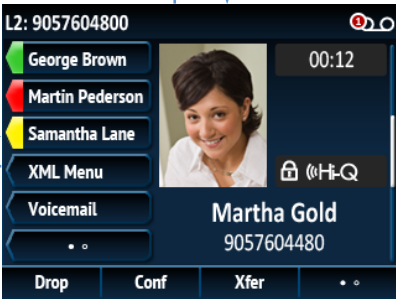 L2: 9057604800
1
George Brown
00:12
Martin Pederson
Samantha Lane
XML Menu
Hi-Q
Voicemail
Martha Gold
9057604480
Drop
Conf
Xfer